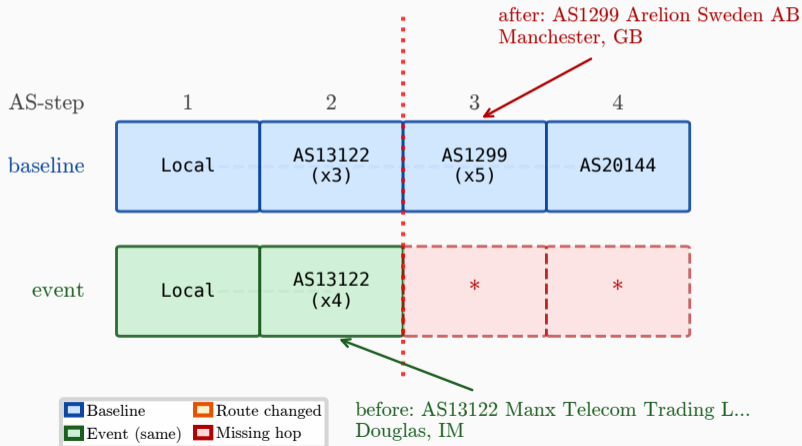 after: AS1299 Arelion Sweden AB
Manchester, GB
AS-step 1 2 3 4
baseline Local AS13122 (x3) AS1299 (x5) AS20144
event Local AS13122 (x4) * *
before: AS13122 Manx Telecom Trading L...
Douglas, IM
Baseline Route changed
Event (same) Missing hop